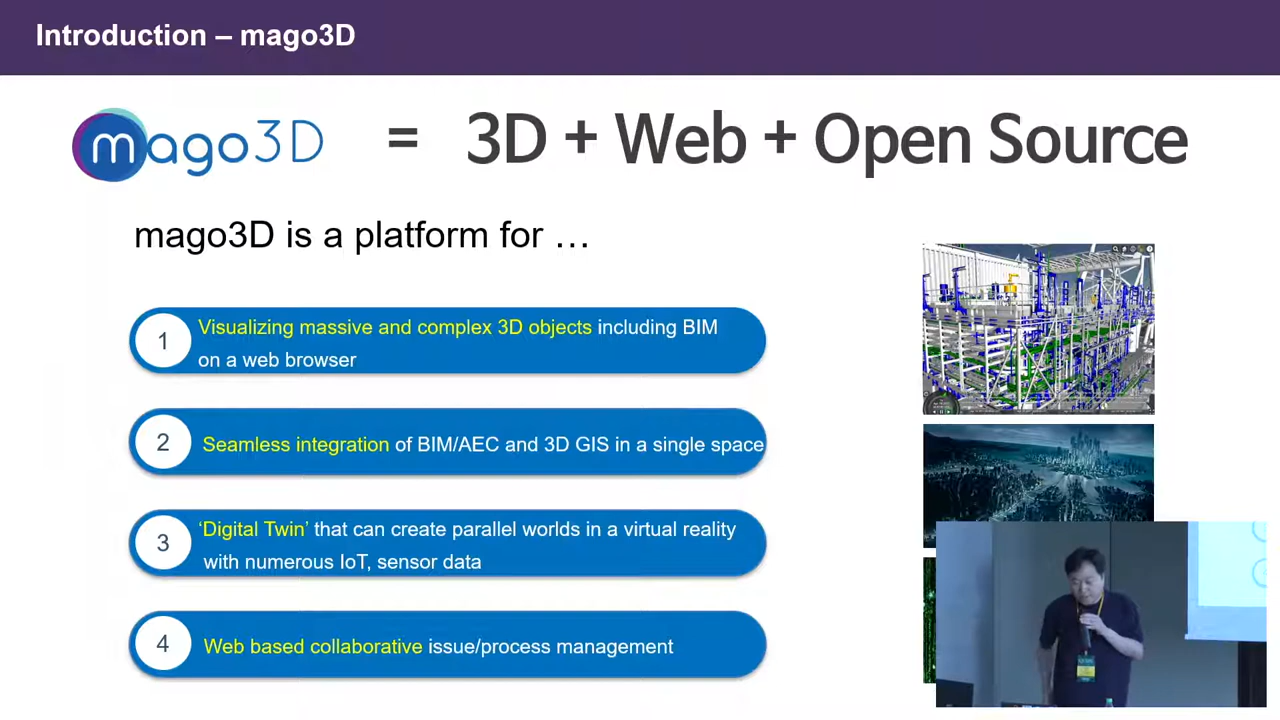 Introduction – mago3D
mago3D = 3D + Web + Open Source
mago3D is a platform for …
1 Visualizing massive and complex 3D objects including BIM
on a web browser
2 Seamless integration of BIM/AEC and 3D GIS in a single space
3 ‘Digital Twin’ that can create parallel worlds in a virtual reality
with numerous IoT, sensor data
4 Web based collaborative issue/process management